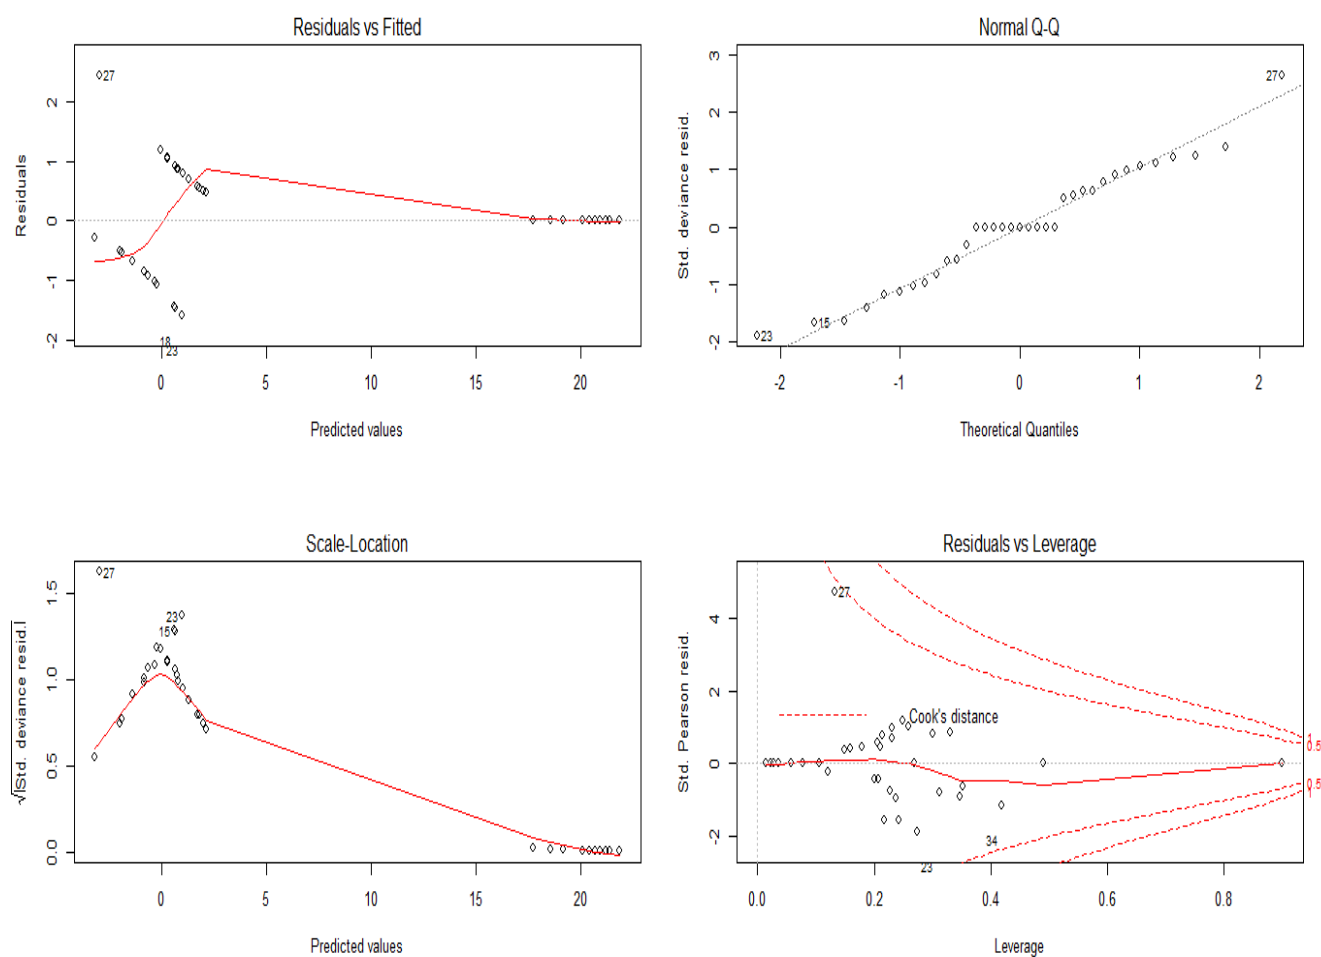 Residuals vs Fitted
Residuals
2
1
0
-1
-2
27
18
23
0 5 10 15 20
Predicted values
Normal Q-Q
Std. deviance resid.
3
2
1
0
-1
-2
27
15
23
-2 -1 0 1 2
Theoretical Quantiles
Scale-Location
√|Std. deviance resid.|
1.5
1.0
0.5
0.0
27
23
15
0 5 10 15 20
Predicted values
Residuals vs Leverage
Std. Pearson resid.
4
2
0
-2
27
Cook's distance
34
23
1
0.5
0.5
1
0.0 0.2 0.4 0.6 0.8
Leverage